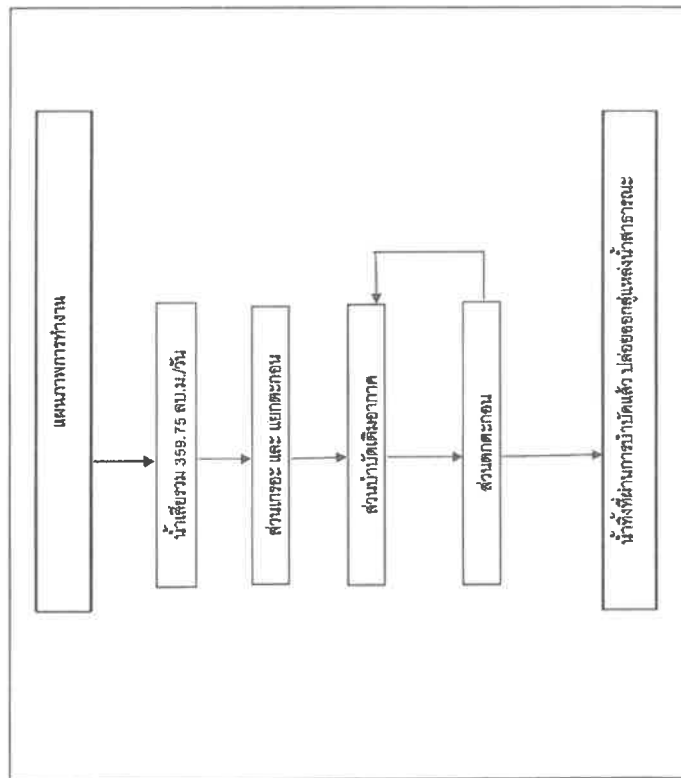 แผนภาพการทำงาน
น้ำเสียรวม 359.75 ลบ.ม./วัน
ส่วนเกรอะ และ แยกตะกอน
ส่วนบำบัดเติมอากาศ
ส่วนตกตะกอน
น้ำทิ้งที่ผ่านการบำบัดแล้ว ปล่อยออกสู่แหล่งน้ำสาธารณะ